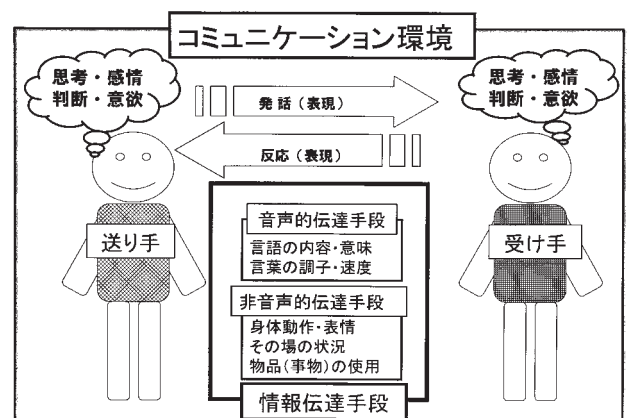 コミュニケーション環境
思考・感情
判断・意欲
思考・感情
判断・意欲
発話（表現）
反応（表現）
送り手
受け手
音声的伝達手段
言語の内容・意味
言葉の調子・速度
非音声的伝達手段
身体動作・表情
その場の状況
物品（事物）の使用
情報伝達手段